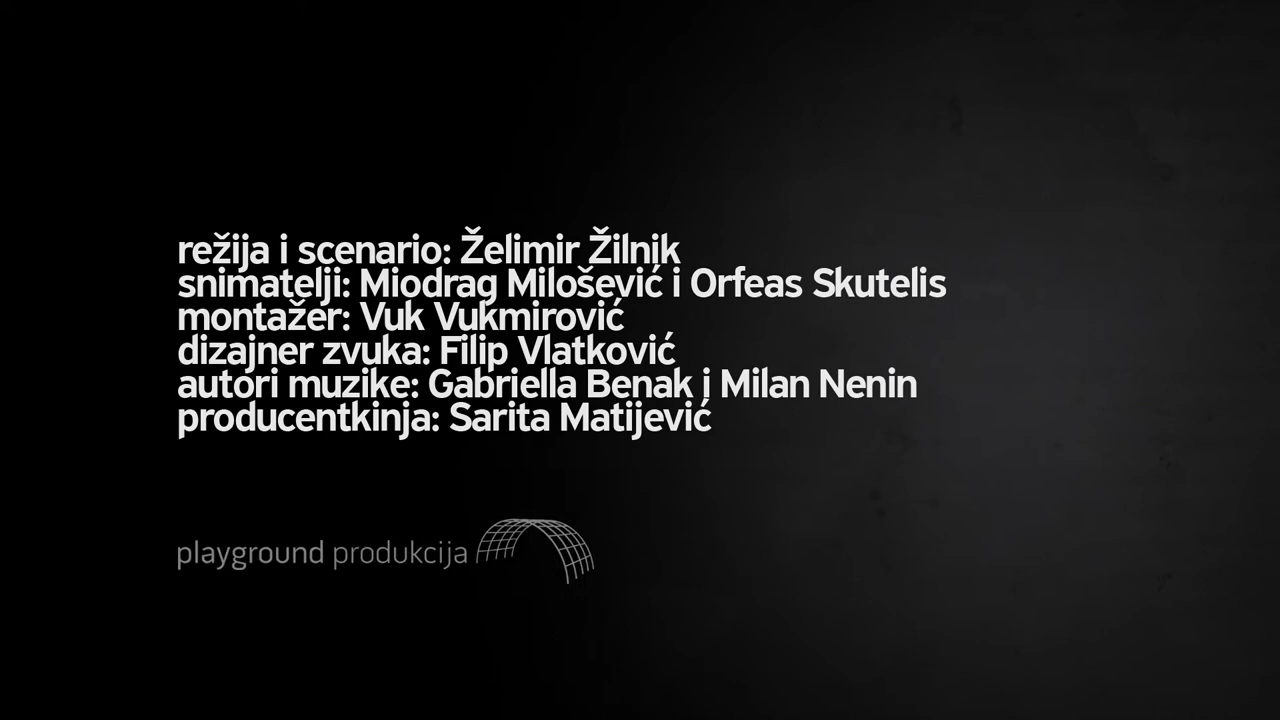 režija i scenario: Želimir Žilnik
snimatelji: Miodrag Milošević i Orfeas Skutelis
montažer: Vuk Vukmirović
dizajner zvuka: Filip Vlatković
autori muzike: Gabriella Benak i Milan Nenin
producentkinja: Sarita Matijević
playground produkcija